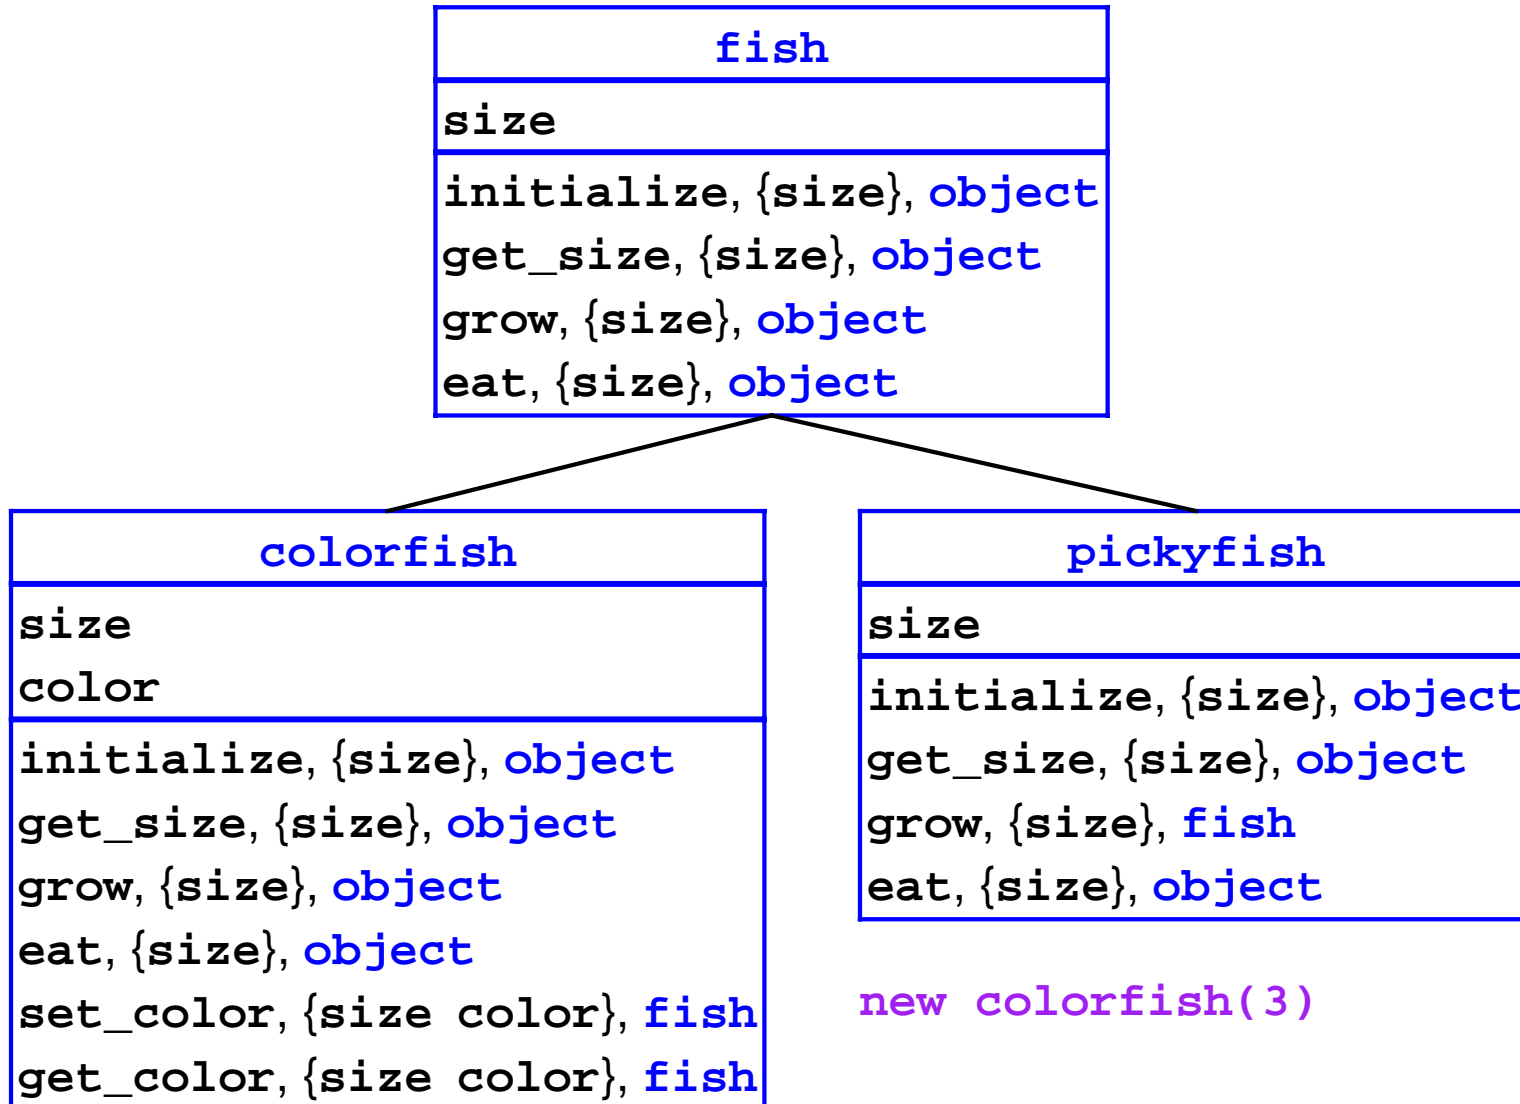 fish
size
initialize, {size}, object
get_size, {size}, object
grow, {size}, object
eat, {size}, object
colorfish
size
color
initialize, {size}, object
get_size, {size}, object
grow, {size}, object
eat, {size}, object
set_color, {size color}, fish
get_color, {size color}, fish
pickyfish
size
initialize, {size}, object
get_size, {size}, object
grow, {size}, fish
eat, {size}, object
new colorfish(3)